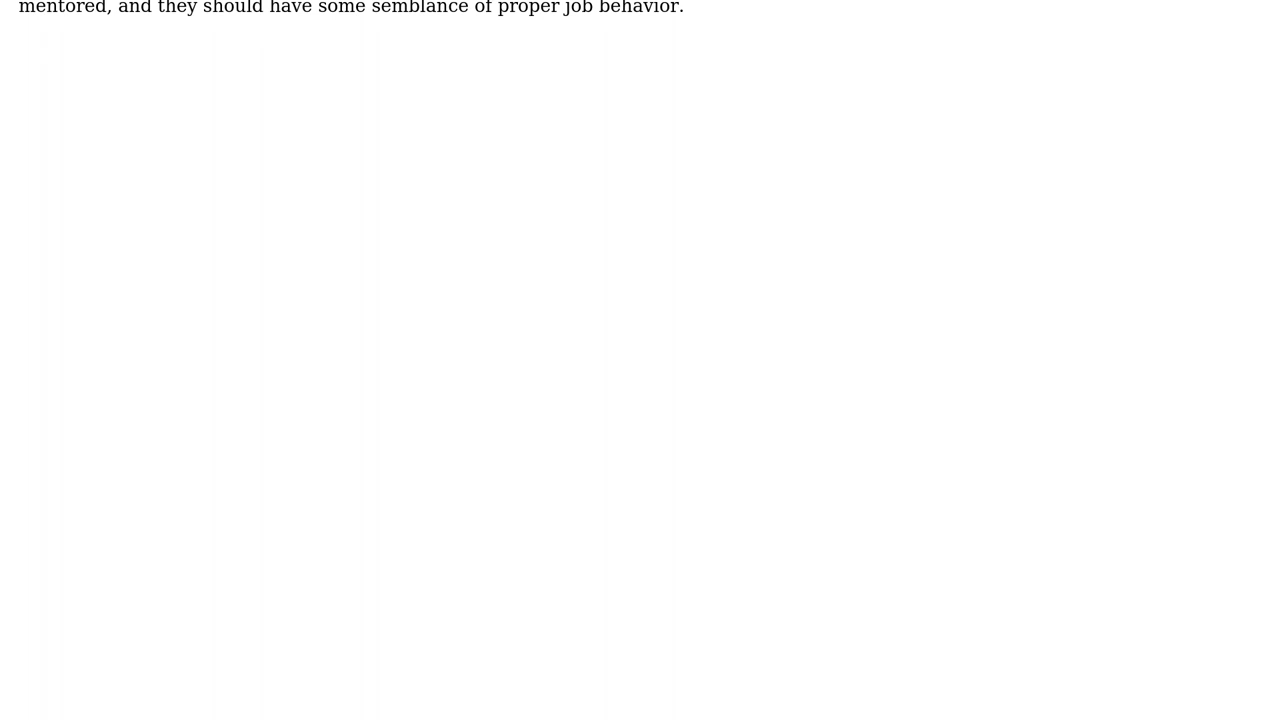 mentored, and they should have some semblance of proper job behavior.